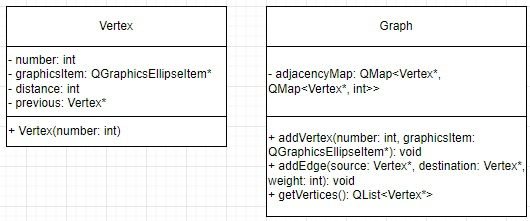 Vertex
- number: int
- graphicsItem: QGraphicsEllipseItem*
- distance: int
- previous: Vertex*
+ Vertex(number: int)
Graph
- adjacencyMap: QMap<Vertex*,
QMap<Vertex*, int>>
+ addVertex(number: int, graphicsItem:
QGraphicsEllipseItem*): void
+ addEdge(source: Vertex*, destination: Vertex*,
weight: int): void
+ getVertices(): QList<Vertex*>